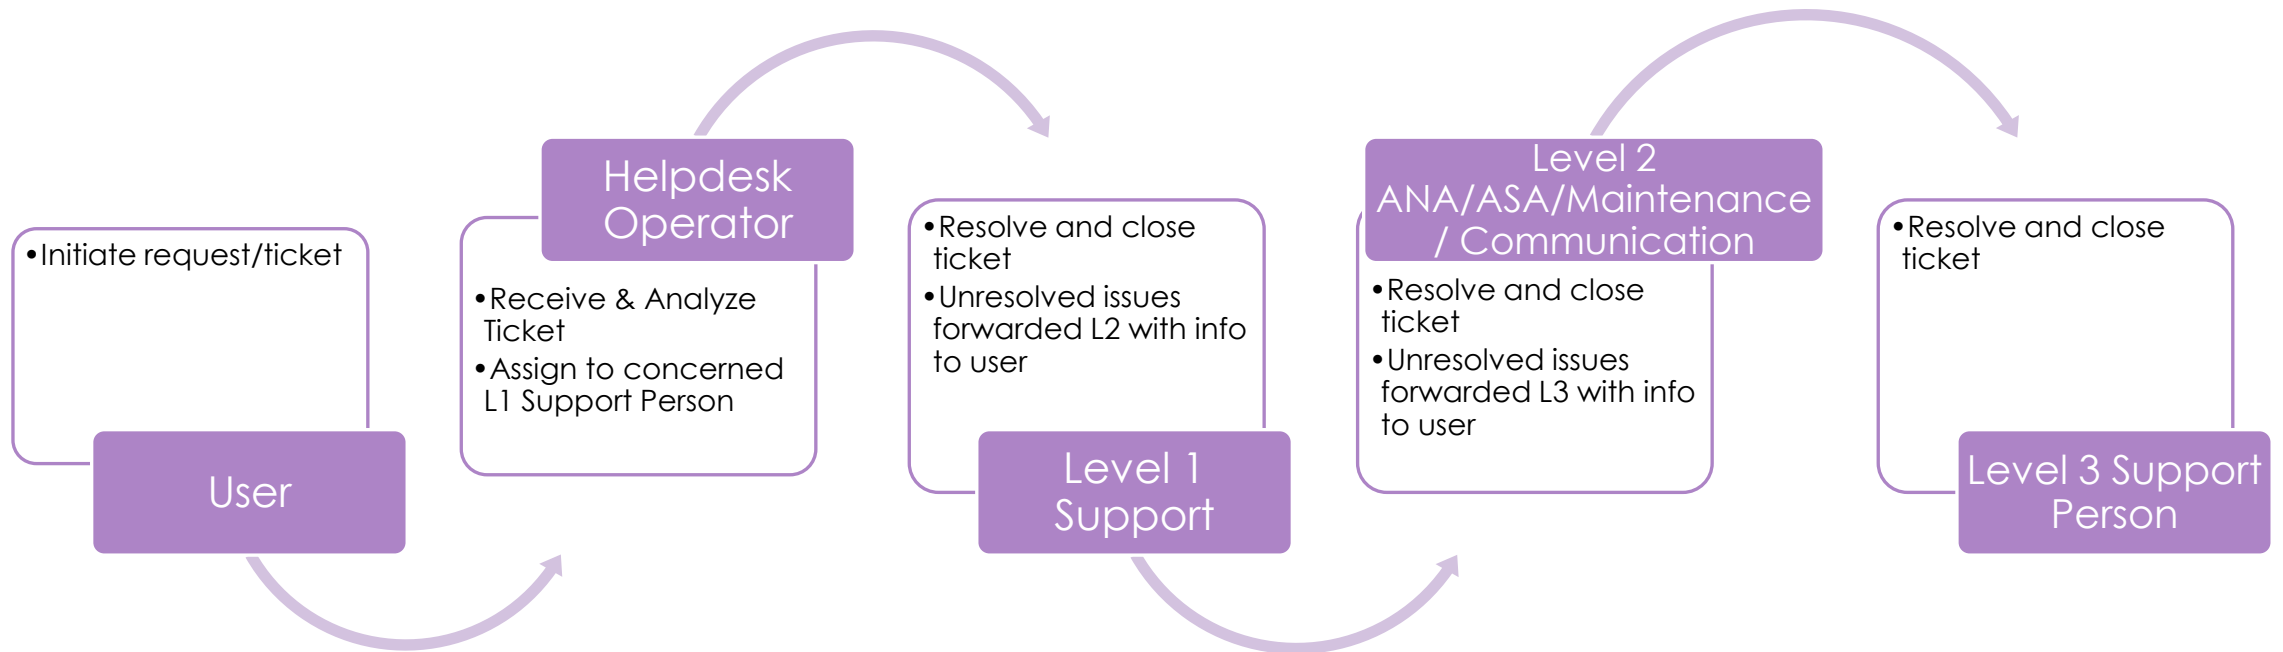 •Initiate request/ticket
User
Helpdesk
Operator
•Receive & Analyze
Ticket
•Assign to concerned
L1 Support Person
•Resolve and close
ticket
•Unresolved issues
forwarded L2 with info
to user
Level 1
Support
Level 2
ANA/ASA/Maintenance
/ Communication
•Resolve and close
ticket
•Unresolved issues
forwarded L3 with info
to user
•Resolve and close
ticket
Level 3 Support
Person